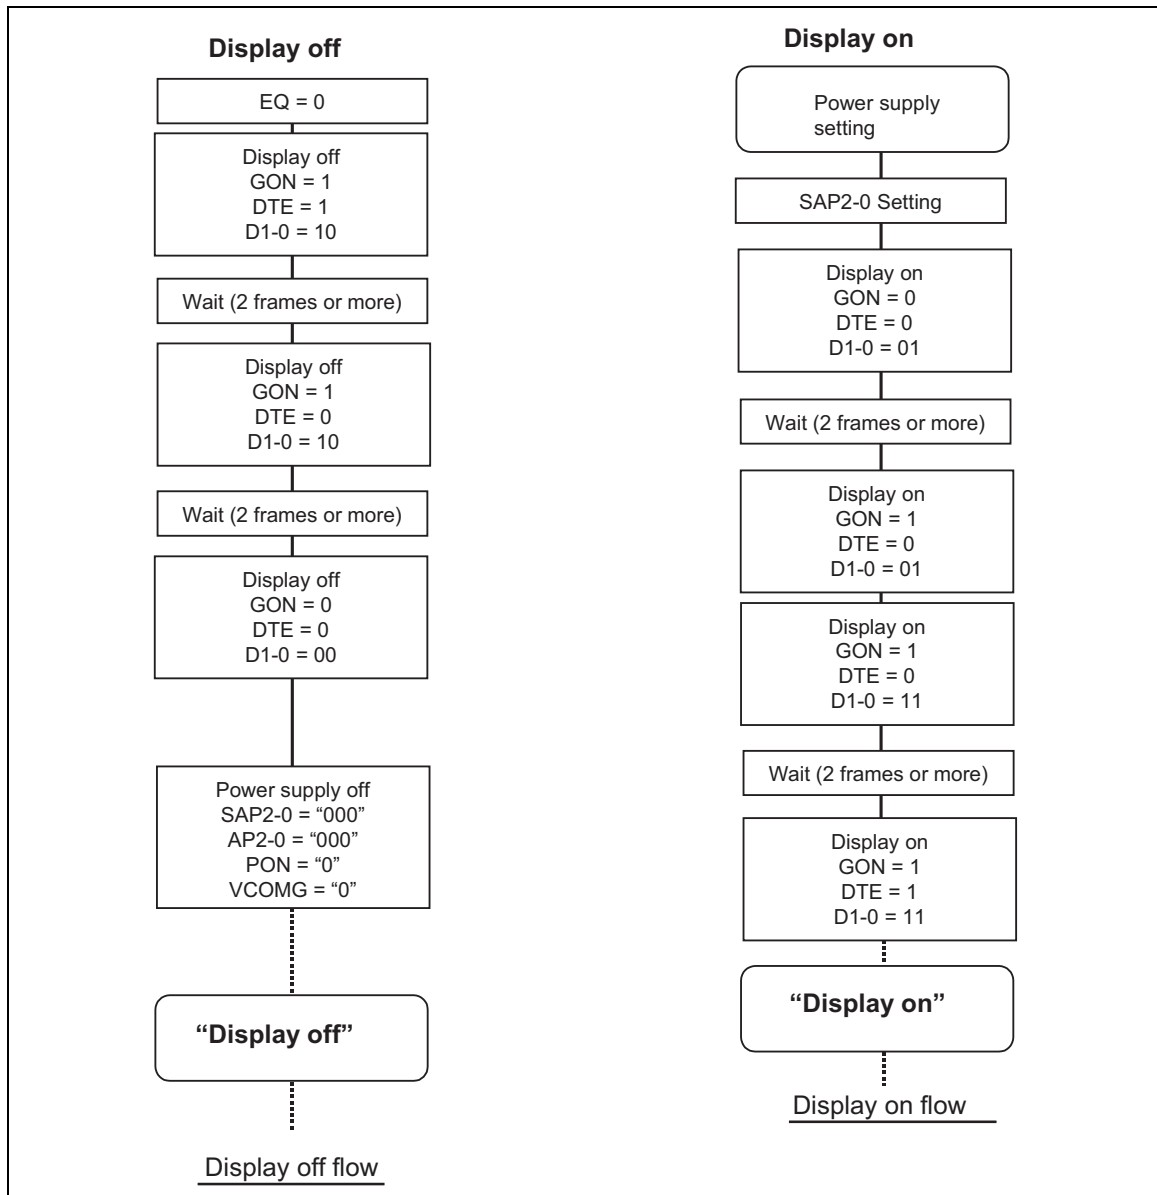 Display off
EQ = 0
Display off
GON = 1
DTE = 1
D1-0 = 10
Wait (2 frames or more)
Display off
GON = 1
DTE = 0
D1-0 = 10
Wait (2 frames or more)
Display off
GON = 0
DTE = 0
D1-0 = 00
Power supply off
SAP2-0 = “000”
AP2-0 = “000”
PON = “0”
VCOMG = “0”
“Display off”
Display off flow
Display on
Power supply
setting
SAP2-0 Setting
Display on
GON = 0
DTE = 0
D1-0 = 01
Wait (2 frames or more)
Display on
GON = 1
DTE = 0
D1-0 = 01
Display on
GON = 1
DTE = 0
D1-0 = 11
Wait (2 frames or more)
Display on
GON = 1
DTE = 1
D1-0 = 11
“Display on”
Display on flow